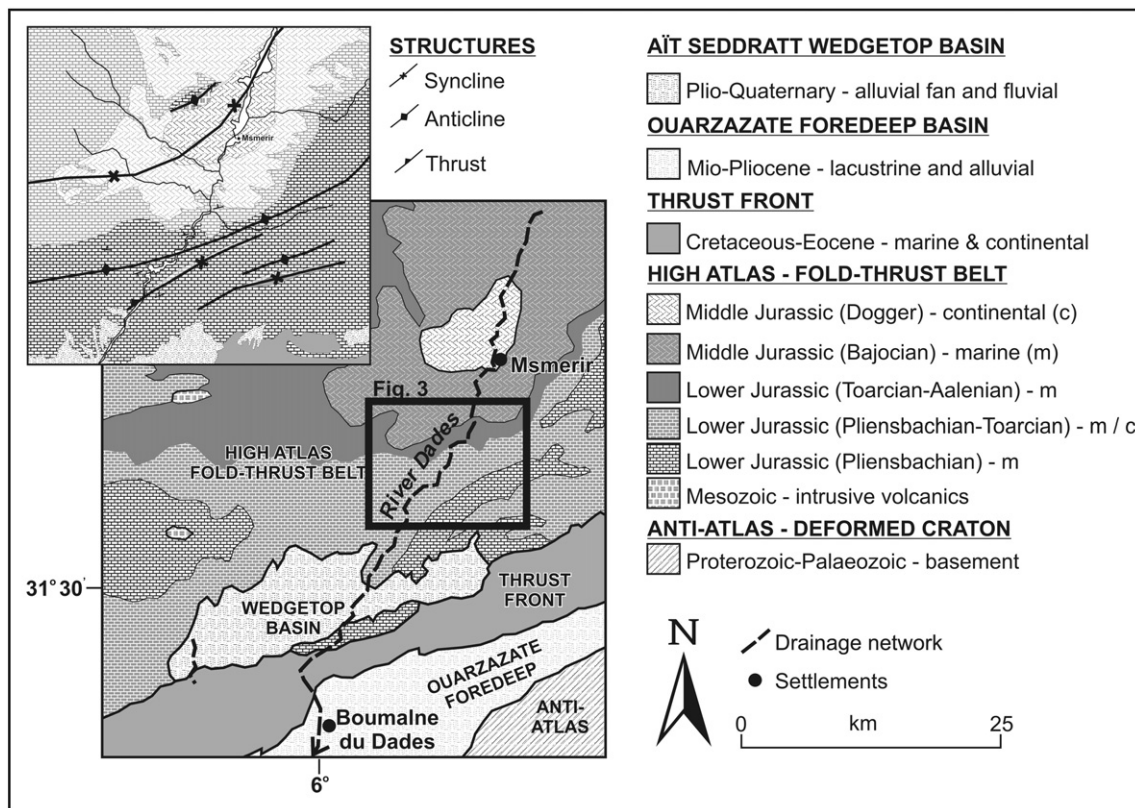 STRUCTURES
Syncline
Anticline
Thrust
Msmerir
Msmerir
Fig. 3
River Dades
HIGH ATLAS
FOLD-THRUST BELT
31° 30'
WEDGETOP
BASIN
THRUST
FRONT
OUARZAZATE
FOREDEEP
ANTI-
ATLAS
Boumalne
du Dades
6°
AÏT SEDDRATT WEDGETOP BASIN
Plio-Quaternary - alluvial fan and fluvial
OUARZAZATE FOREDEEP BASIN
Mio-Pliocene - lacustrine and alluvial
THRUST FRONT
Cretaceous-Eocene - marine & continental
HIGH ATLAS - FOLD-THRUST BELT
Middle Jurassic (Dogger) - continental (c)
Middle Jurassic (Bajocian) - marine (m)
Lower Jurassic (Toarcian-Aalenian) - m
Lower Jurassic (Pliensbachian-Toarcian) - m / c
Lower Jurassic (Pliensbachian) - m
Mesozoic - intrusive volcanics
ANTI-ATLAS - DEFORMED CRATON
Proterozoic-Palaeozoic - basement
N
Drainage network
Settlements
0 km 25